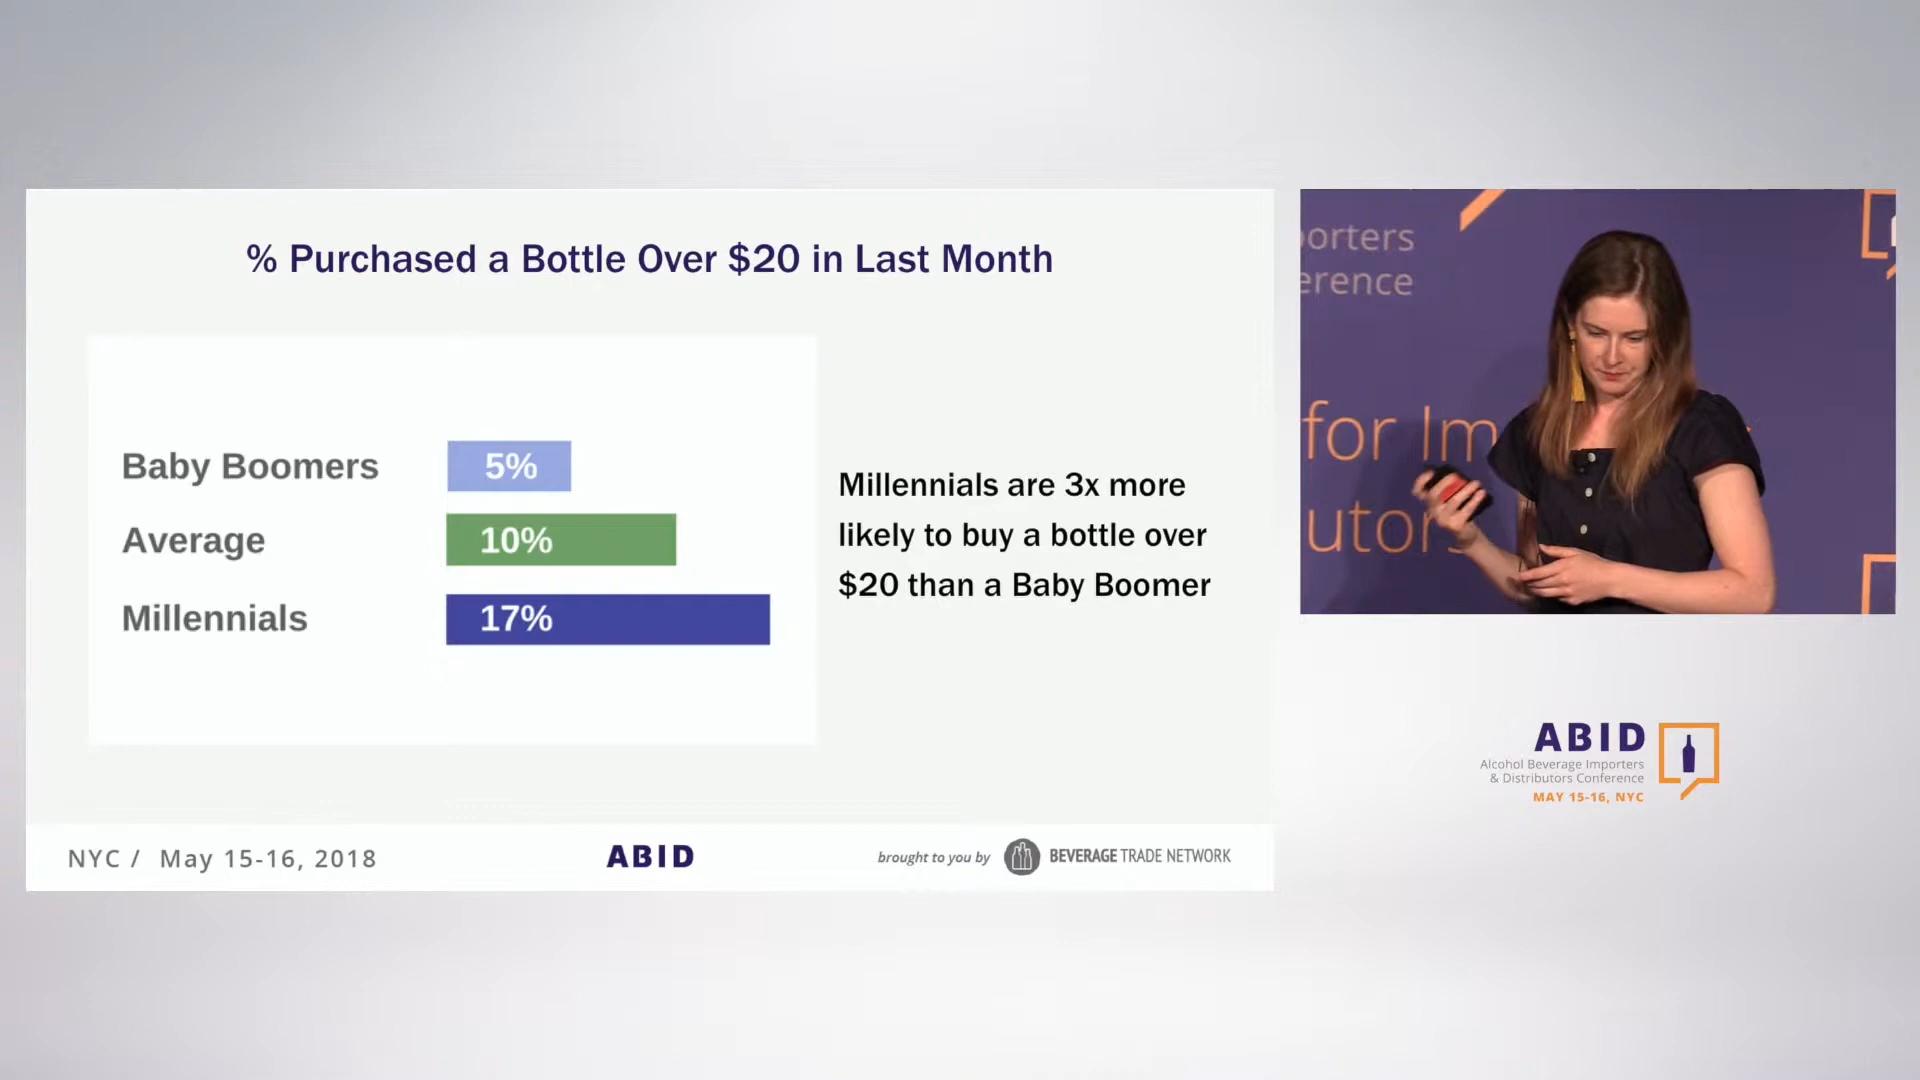 % Purchased a Bottle Over $20 in Last Month
Baby Boomers 5%
Average 10%
Millennials 17%
Millennials are 3x more
likely to buy a bottle over
$20 than a Baby Boomer
NYC / May 15-16, 2018
ABID
brought to you by BEVERAGE TRADE NETWORK
orters
erence
for Im
utors
ABID
Alcohol Beverage Importers
& Distributors Conference
MAY 15-16, NYC